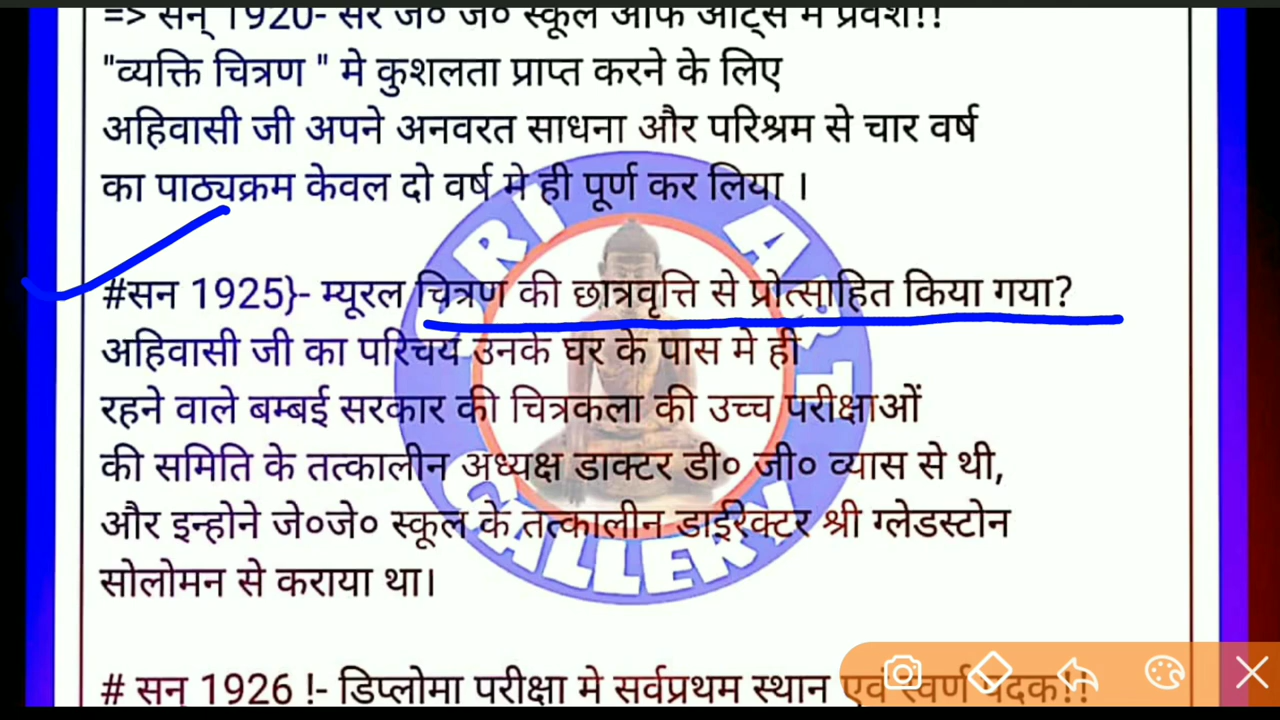 => सन् 1920- सर जे० जे० स्कूल ऑफ आर्ट्स मे प्रवेश!!
"व्यक्ति चित्रण " मे कुशलता प्राप्त करने के लिए
अहिवासी जी अपने अनवरत साधना और परिश्रम से चार वर्ष
का पाठ्यक्रम केवल दो वर्ष मे ही पूर्ण कर लिया ।
#सन 1925}- म्यूरल चित्रण की छात्रवृत्ति से प्रोत्साहित किया गया?
अहिवासी जी का परिचय उनके घर के पास मे ही
रहने वाले बम्बई सरकार की चित्रकला की उच्च परीक्षाओं
की समिति के तत्कालीन अध्यक्ष डाक्टर डी० जी० व्यास से थी,
और इन्होने जे०जे० स्कूल के तत्कालीन डाईरेक्टर श्री ग्लेडस्टोन
सोलोमन से कराया था।
# सन् 1926 !- डिप्लोमा परीक्षा मे सर्वप्रथम स्थान एवं स्वर्ण पदक!!
ART
GALLERY